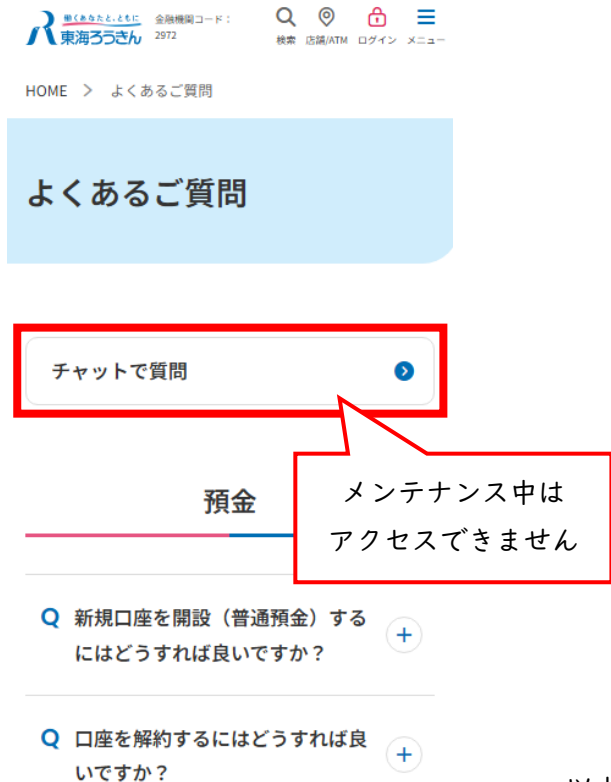 働くあなたと、ともに
東海ろうきん
金融機関コード：
2972
検索 店舗/ATM ログイン メニュー
HOME > よくあるご質問
よくあるご質問
チャットで質問
メンテナンス中は
アクセスできません
預金
Q 新規口座を開設（普通預金）する
にはどうすれば良いですか？
Q 口座を解約するにはどうすれば良
いですか？